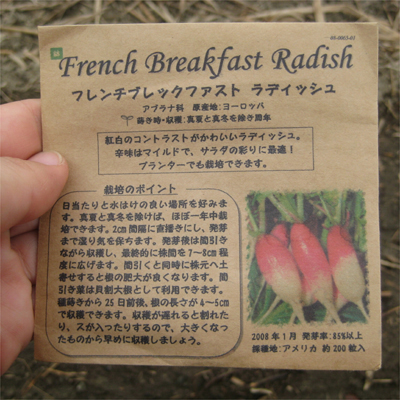 09-0002-01
French Breakfast Radish
フレンチブレックファスト ラディッシュ
アブラナ科 原産地:ヨーロッパ
蒔き時・収穫:真夏と真冬を除き周年
紅白のコントラストがかわいいラディッシュ。
辛味はマイルドで、サラダの彩りに最適!
プランターでも栽培できます。
栽培のポイント
日当たりと水はけの良い場所を好みま
す。真夏と真冬を除けば、ほぼ一年中栽
培できます。2cm間隔に直播きにし、発芽
まで湿り気を保ちます。発芽後は間引き
ながら収穫し、最終的に株間を7~8cm程
度に広げます。間引くと同時に株元へ土
寄せすると根の肥大が良くなります。間
引き菜は貝割大根として利用できます。
種蒔きから25日前後、根の長さが4~5cm
で収穫できます。収穫が遅れると割れた
り、スが入ったりするので、大きくなっ
たものから早めに収穫しましょう。
2008年1月 発芽率:85%以上
採種地:アメリカ 約200粒入